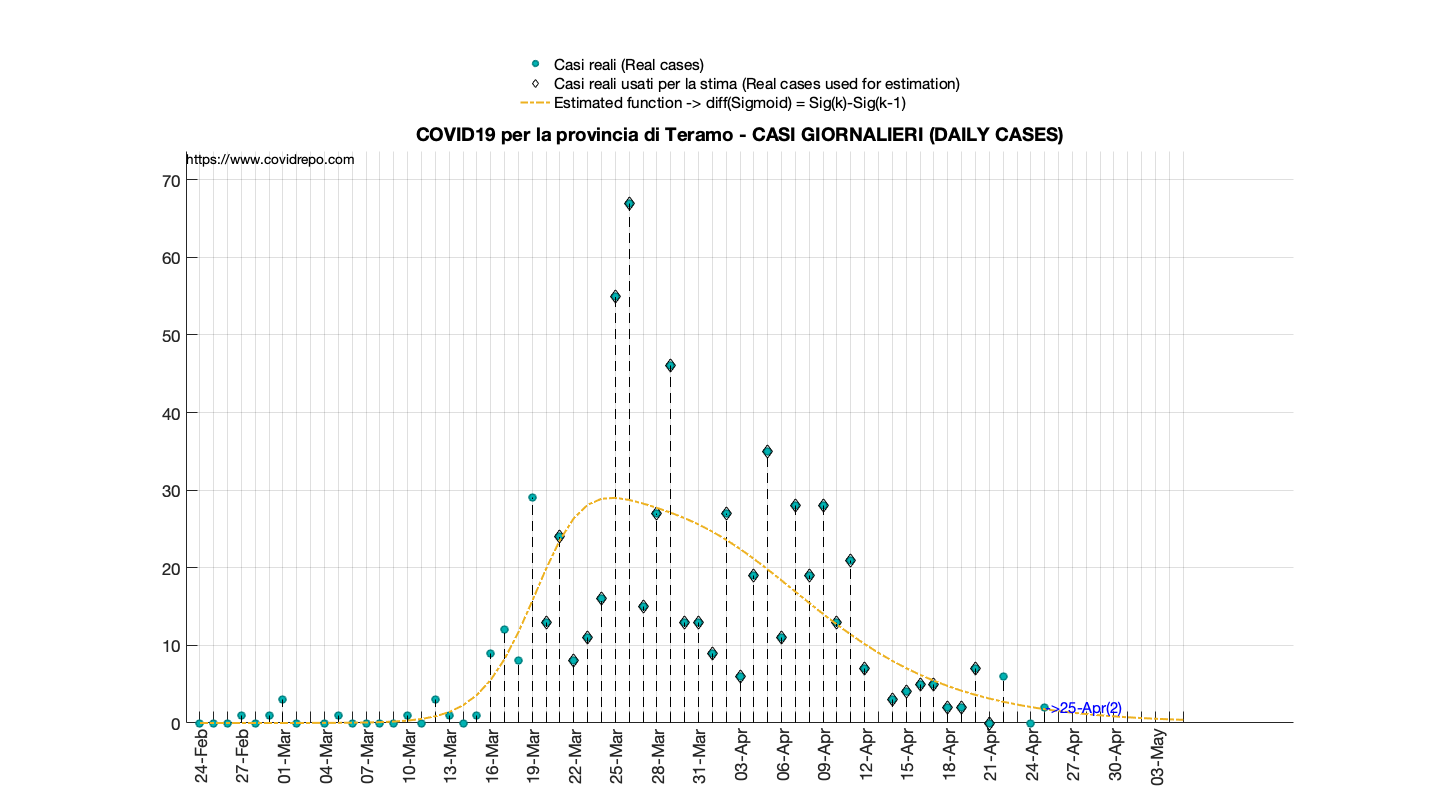 Casi reali (Real cases)
Casi reali usati per la stima (Real cases used for estimation)
Estimated function -> diff(Sigmoid) = Sig(k)-Sig(k-1)
COVID19 per la provincia di Teramo - CASI GIORNALIERI (DAILY CASES)
https://www.covidrepo.com
70
60
50
40
30
20
10
0
->25-Apr(2)
24-Feb
27-Feb
01-Mar
04-Mar
07-Mar
10-Mar
13-Mar
16-Mar
19-Mar
22-Mar
25-Mar
28-Mar
31-Mar
03-Apr
06-Apr
09-Apr
12-Apr
15-Apr
18-Apr
21-Apr
24-Apr
27-Apr
30-Apr
03-May